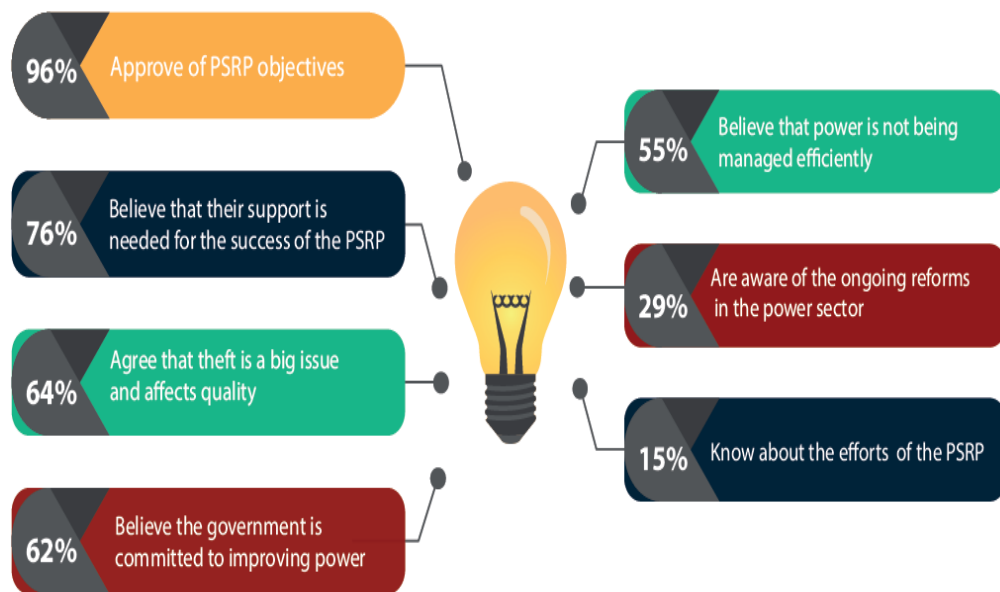 96%
Approve of PSRP objectives
76%
Believe that their support is
needed for the success of the PSRP
64%
Agree that theft is a big issue
and affects quality
62%
Believe the government is
committed to improving power
55%
Believe that power is not being
managed efficiently
29%
Are aware of the ongoing reforms
in the power sector
15%
Know about the efforts of the PSRP